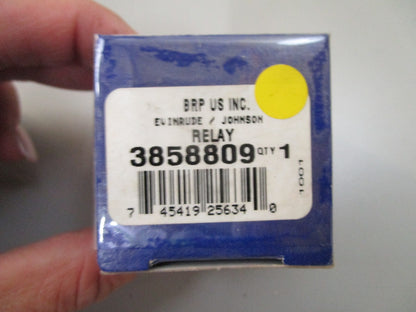 BRP US INC.
EVINRUDE / JOHNSON
RELAY
3858809 QTY 1
1001
7 45419 25634 0